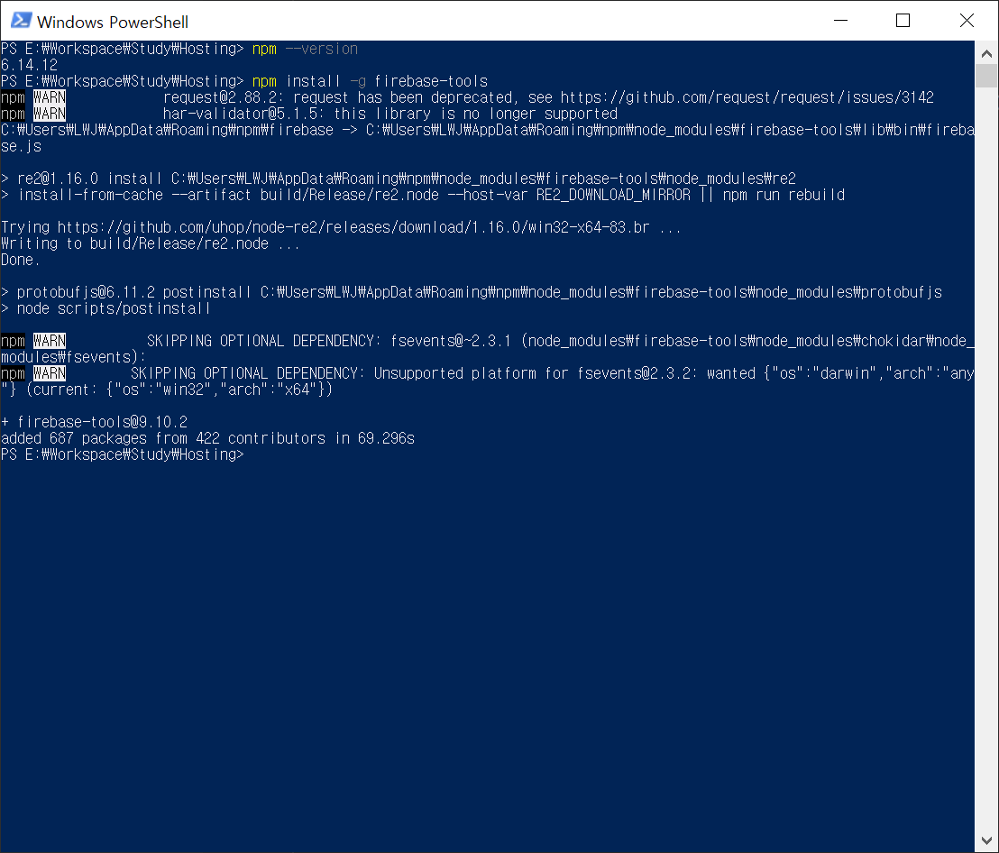 Windows PowerShell
PS E:₩Workspace₩Study₩Hosting> npm --version
6.14.12
PS E:₩Workspace₩Study₩Hosting> npm install -g firebase-tools
npm WARN request@2.88.2: request has been deprecated, see https://github.com/request/request/issues/3142
npm WARN har-validator@5.1.5: this library is no longer supported
C:₩Users₩LWJ₩AppData₩Roaming₩npm₩firebase -> C:₩Users₩LWJ₩AppData₩Roaming₩npm₩node_modules₩firebase-tools₩lib₩bin₩fireba
se.js
> re2@1.16.0 install C:₩Users₩LWJ₩AppData₩Roaming₩npm₩node_modules₩firebase-tools₩node_modules₩re2
> install-from-cache --artifact build/Release/re2.node --host-var RE2_DOWNLOAD_MIRROR || npm run rebuild
Trying https://github.com/uhop/node-re2/releases/download/1.16.0/win32-x64-83.br ...
Writing to build/Release/re2.node ...
Done.
> protobufjs@6.11.2 postinstall C:₩Users₩LWJ₩AppData₩Roaming₩npm₩node_modules₩firebase-tools₩node_modules₩protobufjs
> node scripts/postinstall
npm WARN SKIPPING OPTIONAL DEPENDENCY: fsevents@~2.3.1 (node_modules₩firebase-tools₩node_modules₩chokidar₩node_
modules₩fsevents):
npm WARN SKIPPING OPTIONAL DEPENDENCY: Unsupported platform for fsevents@2.3.2: wanted {"os":"darwin","arch":"any
"} (current: {"os":"win32","arch":"x64"})
+ firebase-tools@9.10.2
added 687 packages from 422 contributors in 69.296s
PS E:₩Workspace₩Study₩Hosting>